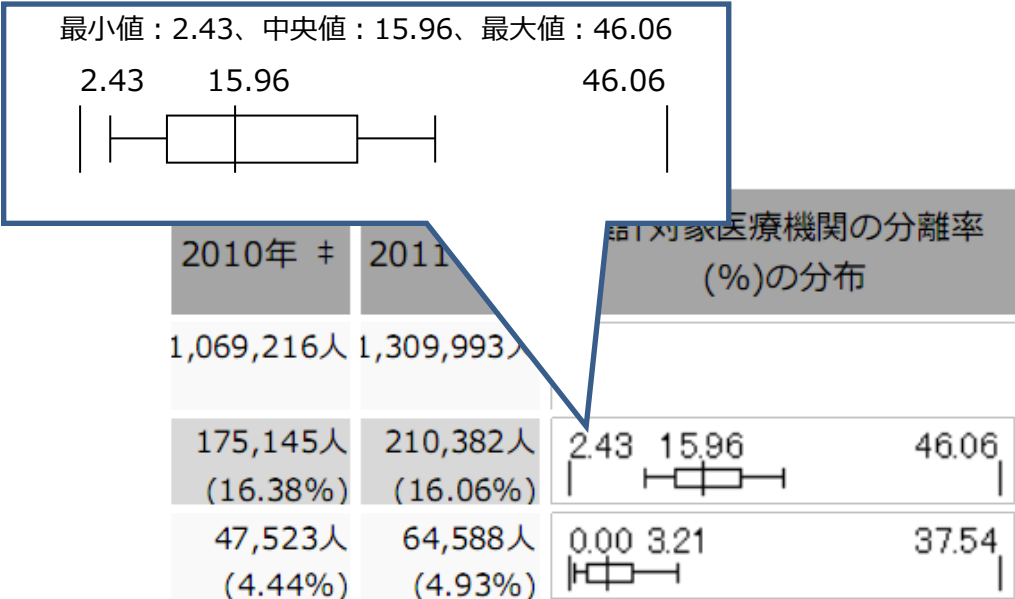 最小値：2.43、中央値：15.96、最大値：46.06
2.43 15.96 46.06
2010年 ‡ 2011 対象医療機関の分離率
(%)の分布
1,069,216人 1,309,993人
175,145人 210,382人 2.43 15.96 46.06
(16.38%) (16.06%)
47,523人 64,588人 0.00 3.21 37.54
(4.44%) (4.93%)